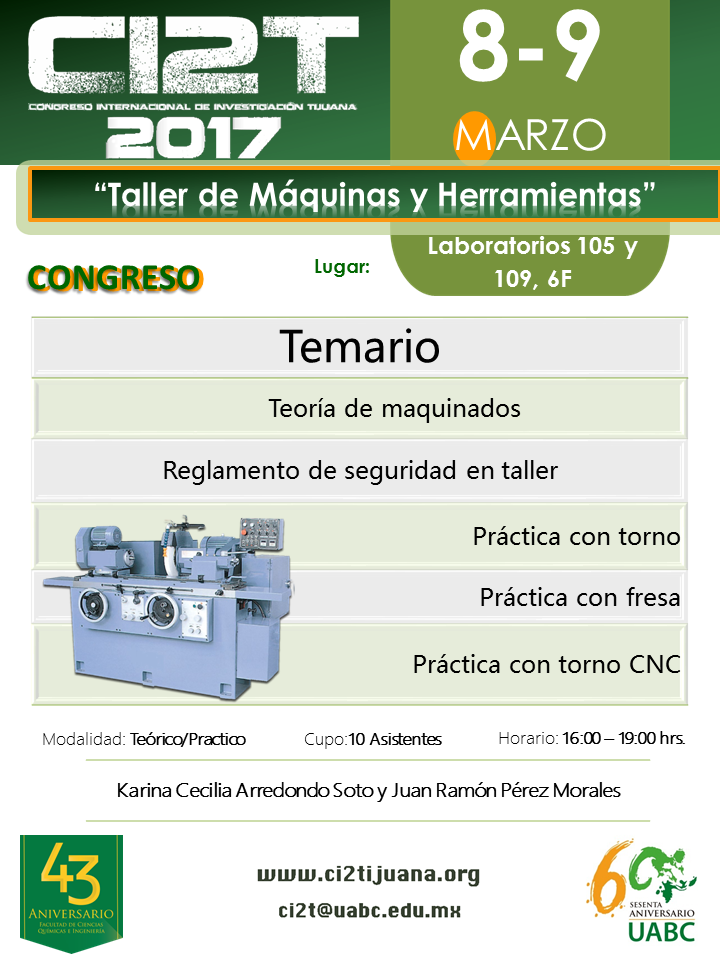 CI2T
CONGRESO INTERNACIONAL DE INVESTIGACIÓN TIJUANA
2017
8-9
MARZO
“Taller de Máquinas y Herramientas”
CONGRESO
Lugar:
Laboratorios 105 y
109, 6F
Temario
Teoría de maquinados
Reglamento de seguridad en taller
Práctica con torno
Práctica con fresa
Práctica con torno CNC
Modalidad: Teórico/Practico
Cupo:10 Asistentes
Horario: 16:00 – 19:00 hrs.
Karina Cecilia Arredondo Soto y Juan Ramón Pérez Morales
43
ANIVERSARIO
FACULTAD DE CIENCIAS
QUÍMICAS E INGENIERÍA
www.ci2tijuana.org
ci2t@uabc.edu.mx
60
SESENTA
ANIVERSARIO
UABC